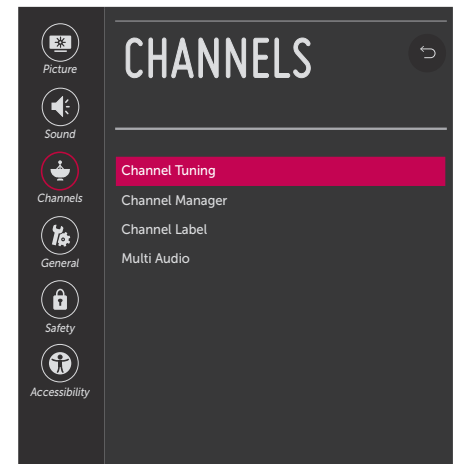 Picture
Sound
Channels
General
Safety
Accessibility
CHANNELS
Channel Tuning
Channel Manager
Channel Label
Multi Audio